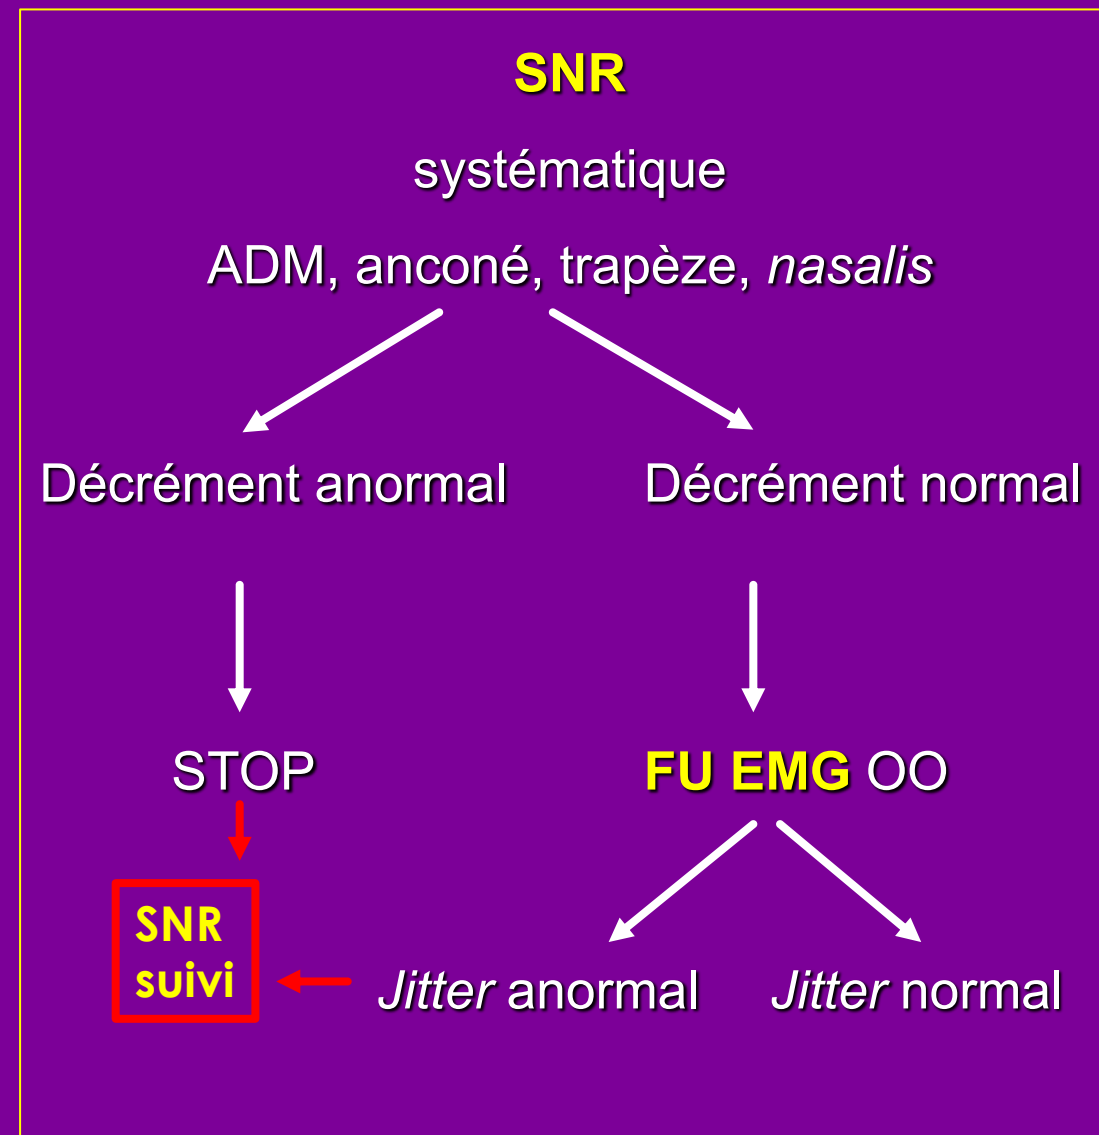 SNR
systématique
ADM, anconé, trapèze, nasalis
Décrément anormal
Décrément normal
STOP
FU EMG OO
SNR
suivi
Jitter anormal
Jitter normal